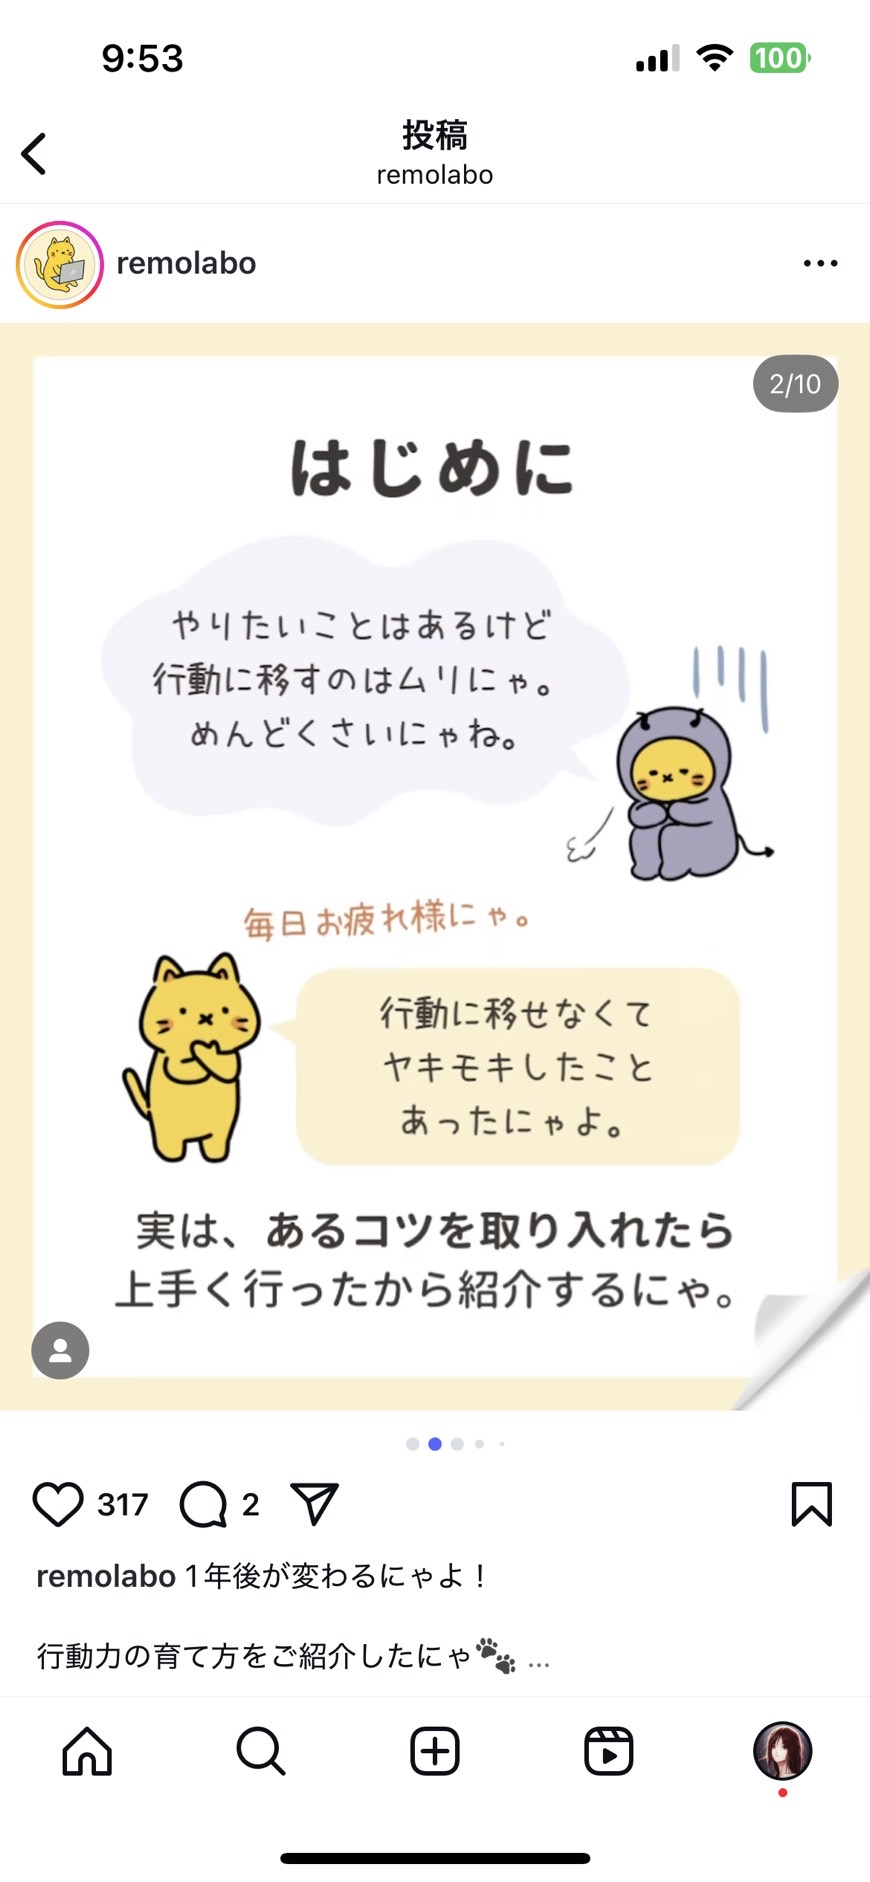 9:53
100
投稿
remolabo
remolabo
2/10
はじめに
やりたいことはあるけど
行動に移すのはムリにゃ。
めんどくさいにゃね。
毎日お疲れ様にゃ。
行動に移せなくて
ヤキモキしたこと
あったにゃよ。
実は、あるコツを取り入れたら
上手く行ったから紹介するにゃ。
317
2
remolabo 1年後が変わるにゃよ！
行動力の育て方をご紹介したにゃ🐾 ...